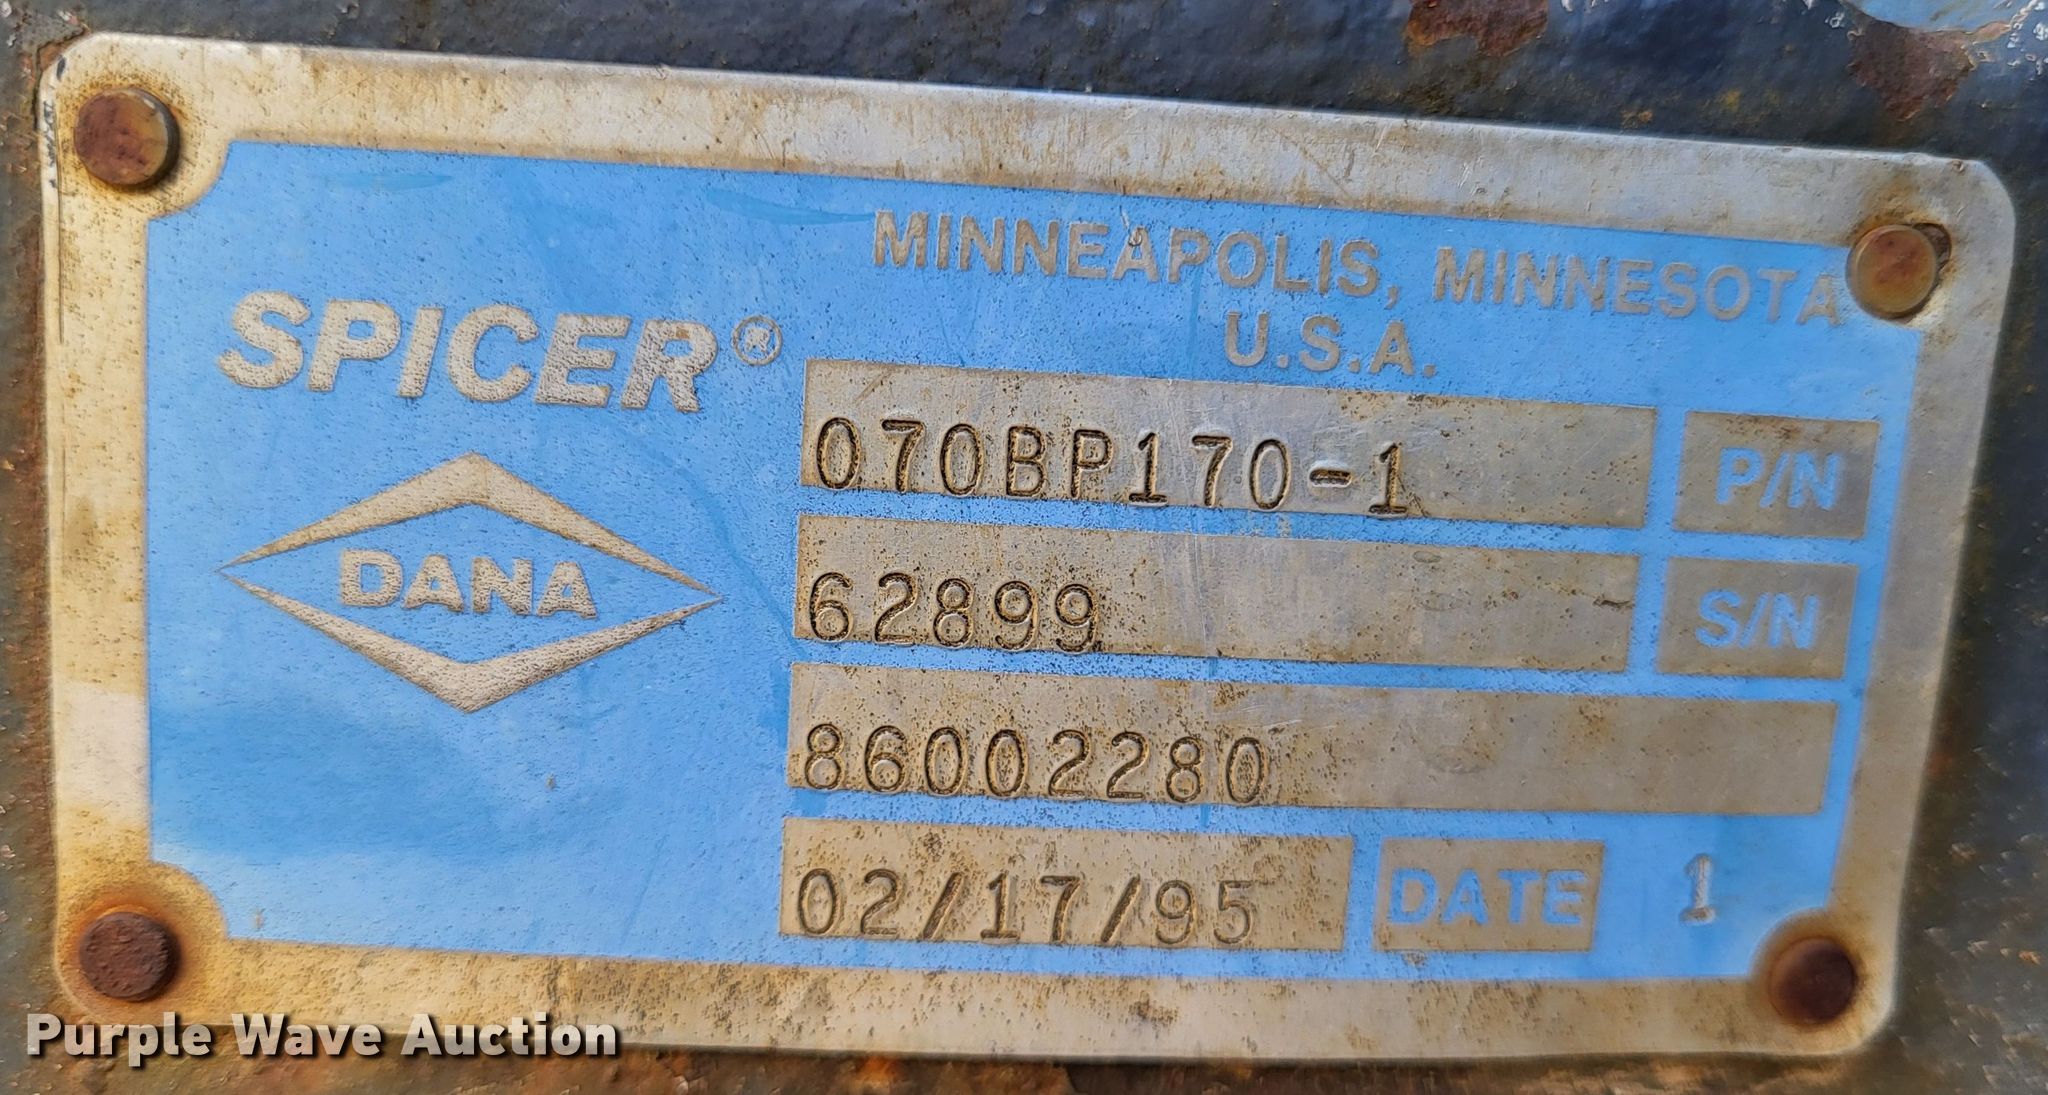 MINNEAPOLIS, MINNESOTA
U.S.A.
SPICER®
DANA
070BP170-1 P/N
62899 S/N
86002280
02/17/95 DATE 1
Purple Wave Auction